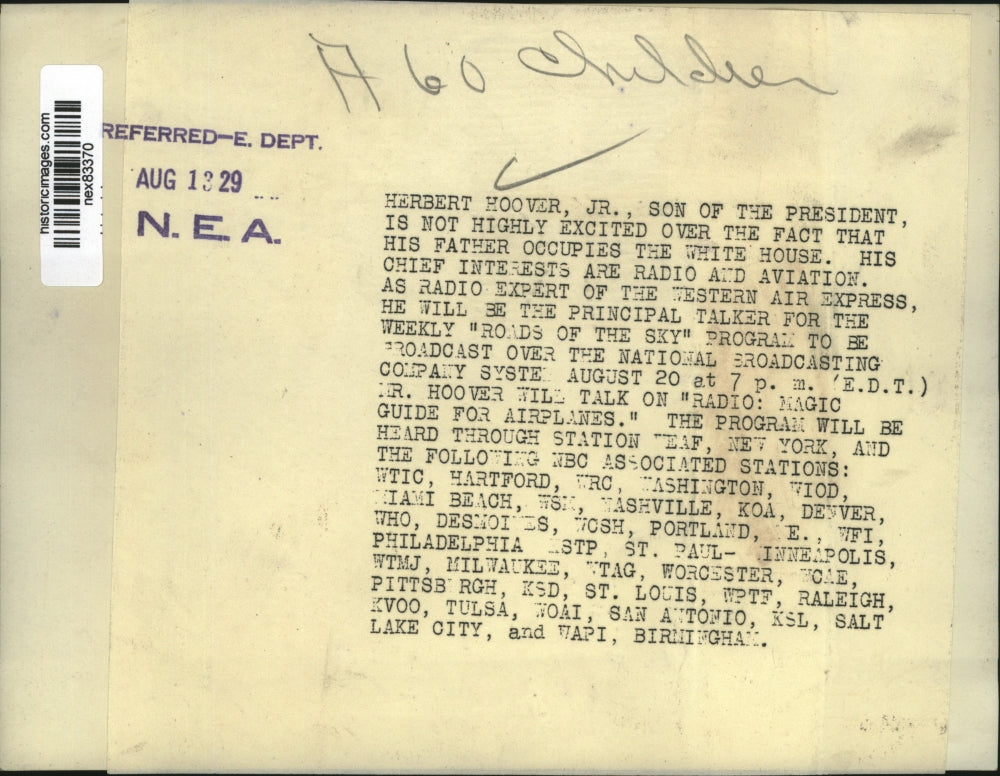 A 60 Children
historicimages.com
nex83370
REFERRED—E. DEPT.
AUG 13 29
N. E. A.
HERBERT HOOVER, JR., SON OF THE PRESIDENT,
IS NOT HIGHLY EXCITED OVER THE FACT THAT
HIS FATHER OCCUPIES THE WHITE HOUSE. HIS
CHIEF INTERESTS ARE RADIO AND AVIATION.
AS RADIO EXPERT OF THE WESTERN AIR EXPRESS,
HE WILL BE THE PRINCIPAL TALKER FOR THE
WEEKLY "ROADS OF THE SKY" PROGRAM TO BE
BROADCAST OVER THE NATIONAL BROADCASTING
COMPANY SYSTEM AUGUST 20 at 7 p. m. (E.D.T.)
MR. HOOVER WILL TALK ON "RADIO: MAGIC
GUIDE FOR AIRPLANES." THE PROGRAM WILL BE
HEARD THROUGH STATION WEAF, NEW YORK, AND
THE FOLLOWING NBC ASSOCIATED STATIONS:
WTIC, HARTFORD, WRC, WASHINGTON, WIOD,
MIAMI BEACH, WSM, NASHVILLE, KOA, DENVER,
WHO, DESMOINES, WCSH, PORTLAND, ME., WFI,
PHILADELPHIA KSTP, ST. PAUL- MINNEAPOLIS,
WTMJ, MILWAUKEE, WTAG, WORCESTER, WCAE,
PITTSBURGH, KSD, ST. LOUIS, WPTF, RALEIGH,
KVOO, TULSA, WOAI, SAN ANTONIO, KSL, SALT
LAKE CITY, and WAPI, BIRMINGHAM.